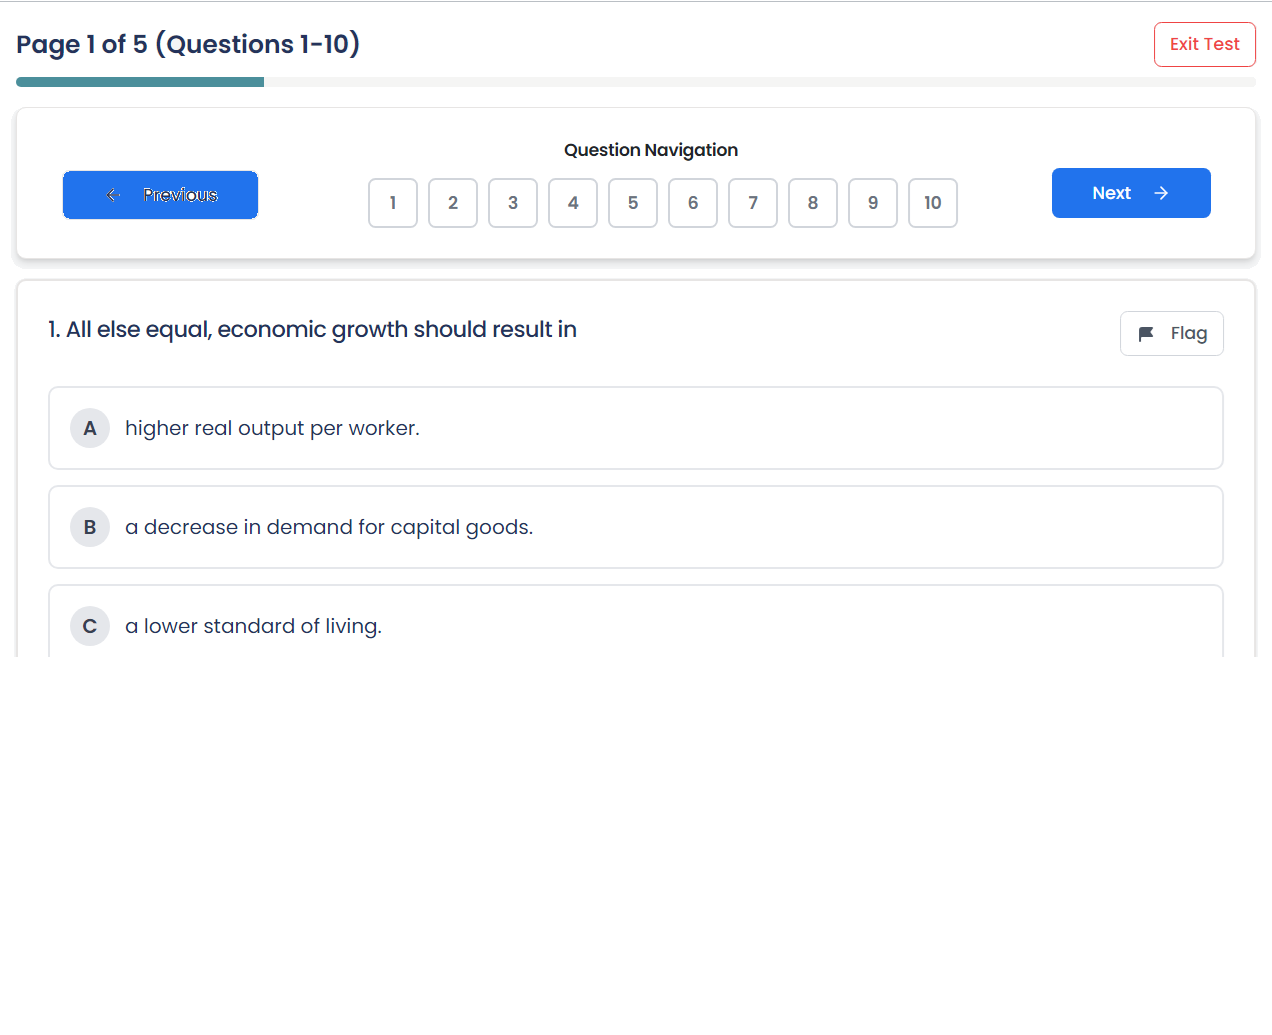 Page 1 of 5 (Questions 1-10)
Exit Test
Question Navigation
Previous
1 2 3 4 5 6 7 8 9 10
Next
1. All else equal, economic growth should result in
Flag
A higher real output per worker.
B a decrease in demand for capital goods.
C a lower standard of living.